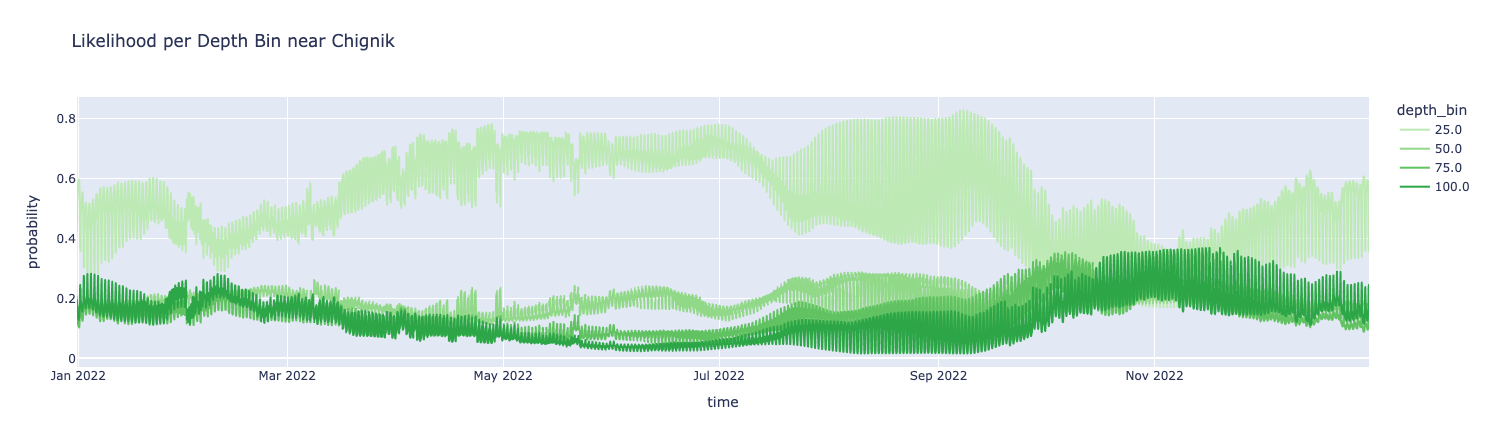 Likelihood per Depth Bin near Chignik
probability
0.8
0.6
0.4
0.2
0
Jan 2022
Mar 2022
May 2022
Jul 2022
Sep 2022
Nov 2022
time
depth_bin
25.0
50.0
75.0
100.0